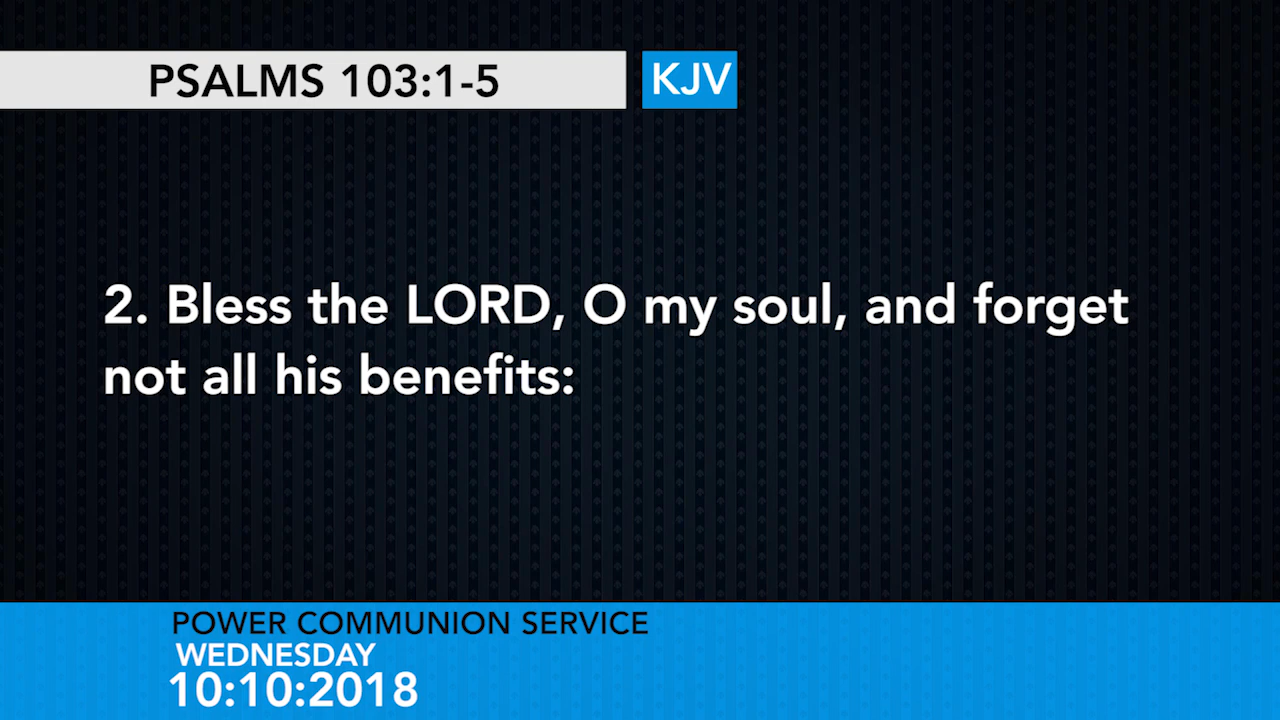 PSALMS 103:1-5 KJV
2. Bless the LORD, O my soul, and forget
not all his benefits:
POWER COMMUNION SERVICE
WEDNESDAY
10:10:2018